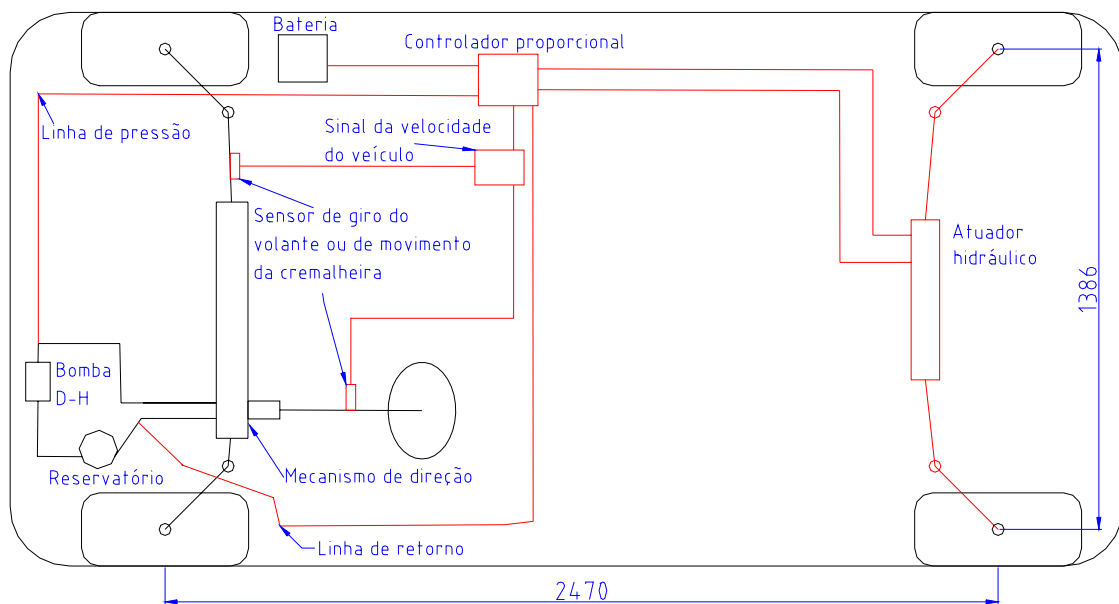 Bateria
Controlador proporcional
Linha de pressão
Sinal da velocidade
do veículo
Sensor de giro do
volante ou de movimento
da cremalheira
Atuador
hidráulico
1386
Bomba
D-H
Reservatório
Mecanismo de direção
Linha de retorno
2470